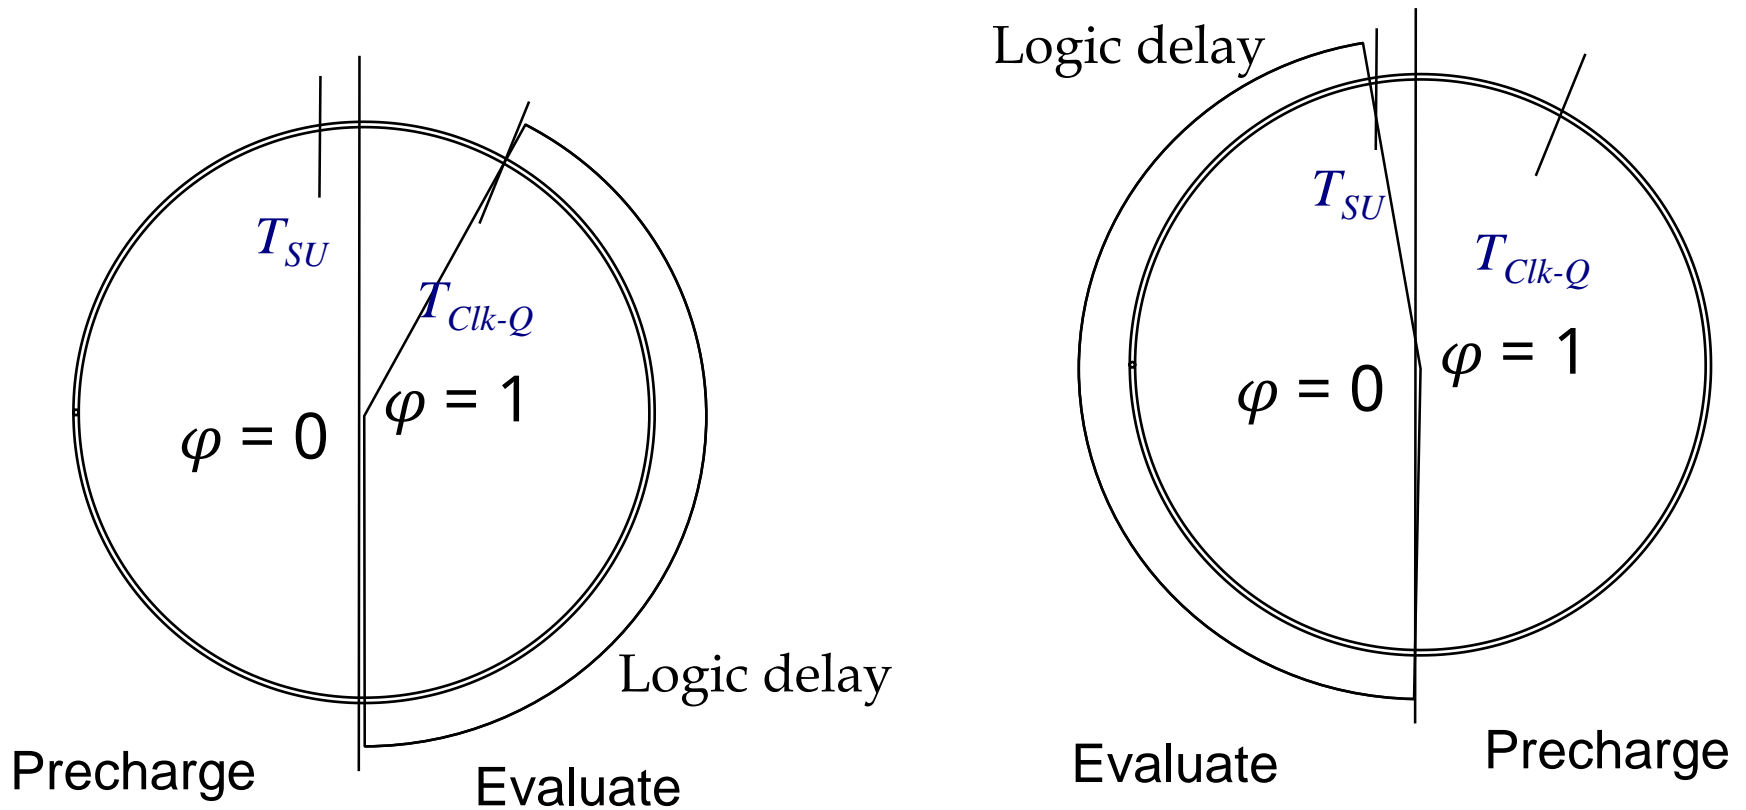 T_SU
T_Clk-Q
φ = 1
φ = 0
Logic delay
Precharge
Evaluate
Logic delay
T_SU
T_Clk-Q
φ = 1
φ = 0
Evaluate
Precharge